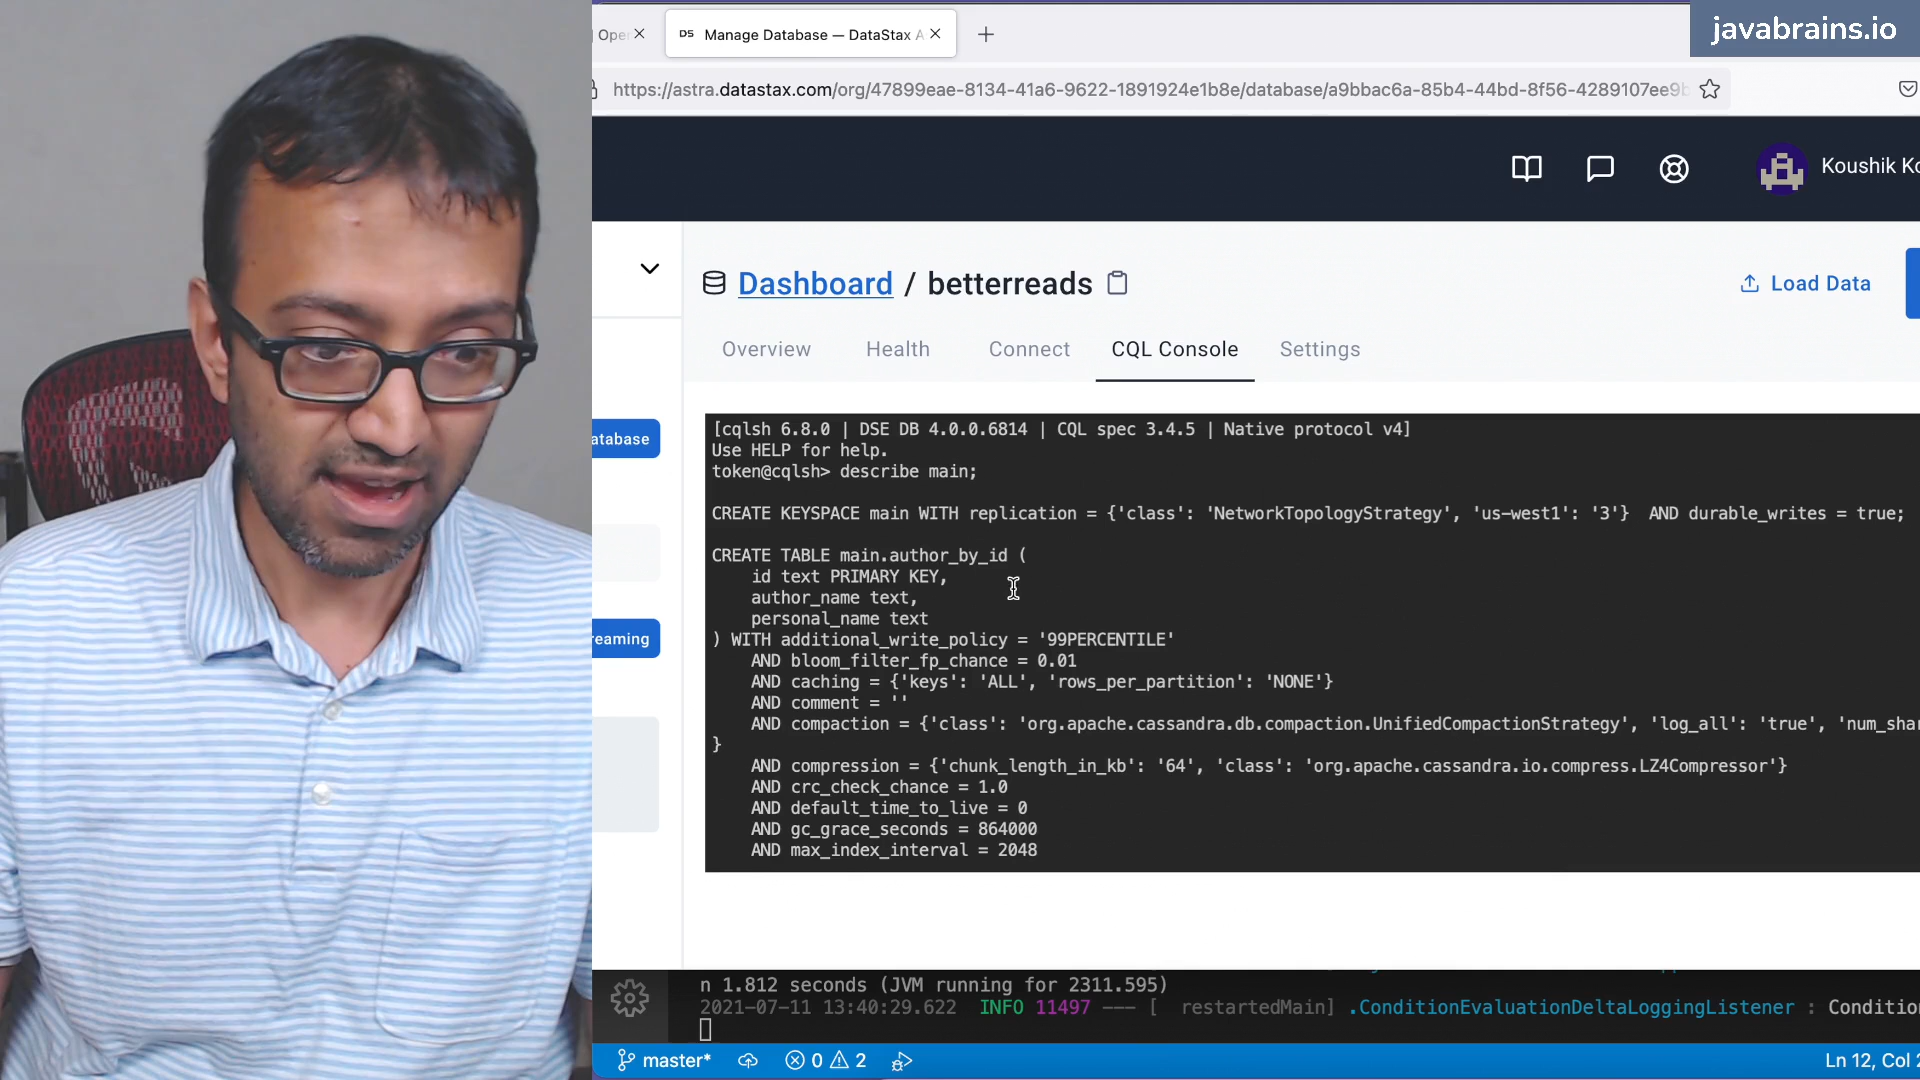 Oper
DS Manage Database — DataStax A
javabrains.io
https://astra.datastax.com/org/47899eae-8134-41a6-9622-1891924e1b8e/database/a9bbac6a-85b4-44bd-8f56-4289107ee9b
Koushik Ko
Dashboard / betterreads
Load Data
Overview Health Connect CQL Console Settings
atabase
eaming
[cqlsh 6.8.0 | DSE DB 4.0.0.6814 | CQL spec 3.4.5 | Native protocol v4]
Use HELP for help.
token@cqlsh> describe main;
CREATE KEYSPACE main WITH replication = {'class': 'NetworkTopologyStrategy', 'us-west1': '3'}  AND durable_writes = true;
CREATE TABLE main.author_by_id (
    id text PRIMARY KEY,
    author_name text,
    personal_name text
) WITH additional_write_policy = '99PERCENTILE'
    AND bloom_filter_fp_chance = 0.01
    AND caching = {'keys': 'ALL', 'rows_per_partition': 'NONE'}
    AND comment = ''
    AND compaction = {'class': 'org.apache.cassandra.db.compaction.UnifiedCompactionStrategy', 'log_all': 'true', 'num_shar
}
    AND compression = {'chunk_length_in_kb': '64', 'class': 'org.apache.cassandra.io.compress.LZ4Compressor'}
    AND crc_check_chance = 1.0
    AND default_time_to_live = 0
    AND gc_grace_seconds = 864000
    AND max_index_interval = 2048
n 1.812 seconds (JVM running for 2311.595)
2021-07-11 13:40:29.622  INFO 11497 --- [  restartedMain] .ConditionEvaluationDeltaLoggingListener : Conditio
master* 0 2
Ln 12, Col